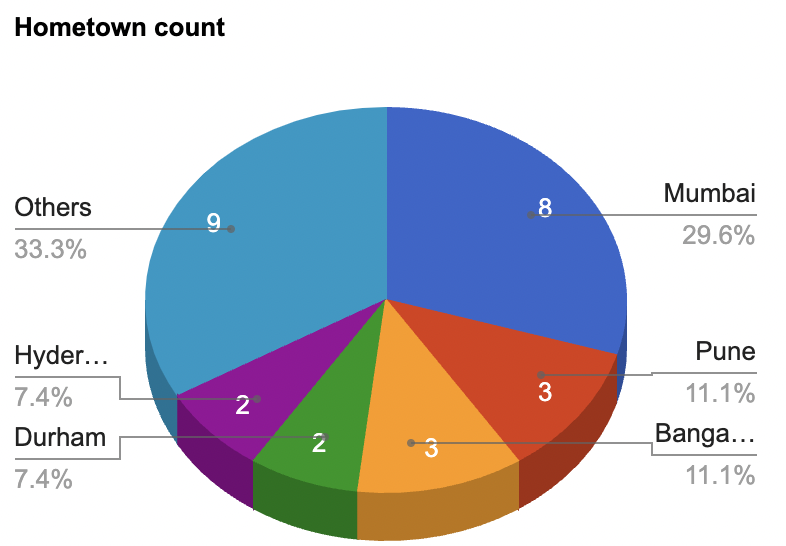 Hometown count
Others
33.3%
9
8
Mumbai
29.6%
Hyder…
7.4%
2
Pune
11.1%
3
Durham
7.4%
2
3
Banga…
11.1%